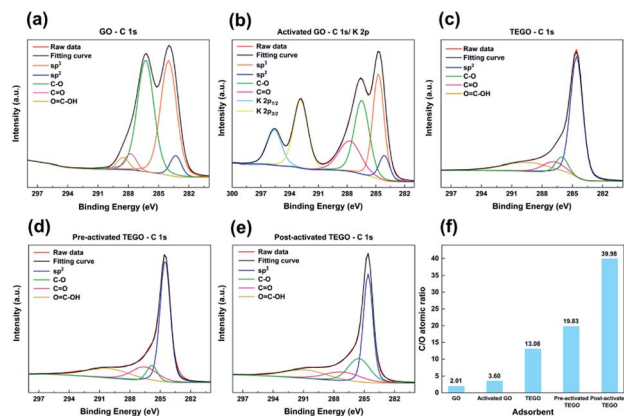 (a)
GO - C 1s
Raw data
Fitting curve
sp³
sp²
C-O
C=O
O=C-OH
Intensity (a.u.)
297 294 291 288 285 282
Binding Energy (eV)
(b)
Activated GO - C 1s/ K 2p
Raw data
Fitting curve
sp³
sp²
C-O
C=O
K 2p1/2
K 2p3/2
Intensity (a.u.)
300 297 294 291 288 285 282
Binding Energy (eV)
(c)
TEGO - C 1s
Raw data
Fitting curve
sp²
C-O
C=O
O=C-OH
Intensity (a.u.)
297 294 291 288 285 282
Binding Energy (eV)
(d)
Pre-activated TEGO - C 1s
Raw data
Fitting curve
sp²
C-O
C=O
O=C-OH
Intensity (a.u.)
297 294 291 288 285 282
Binding Energy (eV)
(e)
Post-activated TEGO - C 1s
Raw data
Fitting curve
sp²
C-O
C=O
O=C-OH
Intensity (a.u.)
297 294 291 288 285 282
Binding Energy (eV)
(f)
C/O atomic ratio
40
35
30
25
20
15
10
5
0
2.01
3.60
13.08
19.83
39.98
GO
Activated GO
TEGO
Pre-activated
TEGO
Post-activated
TEGO
Adsorbent